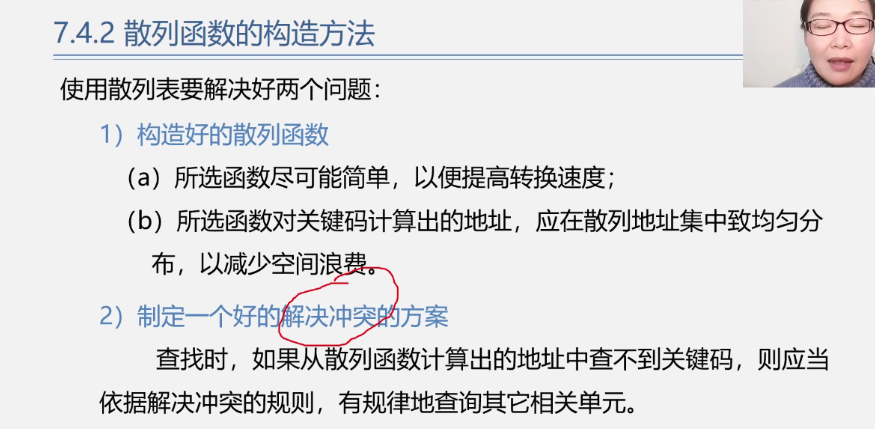 7.4.2 散列函数的构造方法
使用散列表要解决好两个问题：
1）构造好的散列函数
（a）所选函数尽可能简单，以便提高转换速度；
（b）所选函数对关键码计算出的地址，应在散列地址集中致均匀分
布，以减少空间浪费。
2）制定一个好的解决冲突的方案
查找时，如果从散列函数计算出的地址中查不到关键码，则应当
依据解决冲突的规则，有规律地查询其它相关单元。